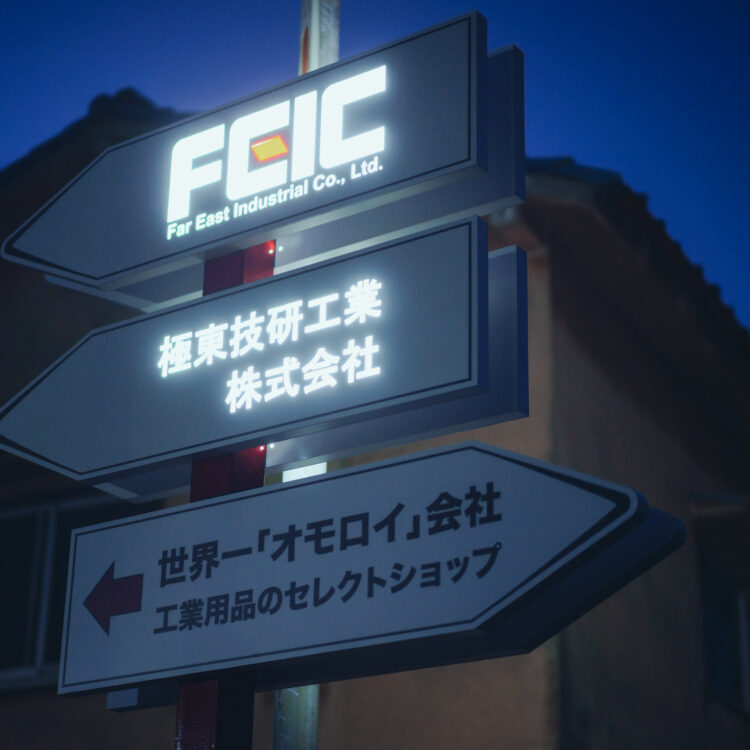 FCIC
Far East Industrial Co., Ltd.
極東技研工業
株式会社
世界一「オモロイ」会社
工業用品のセレクトショップ